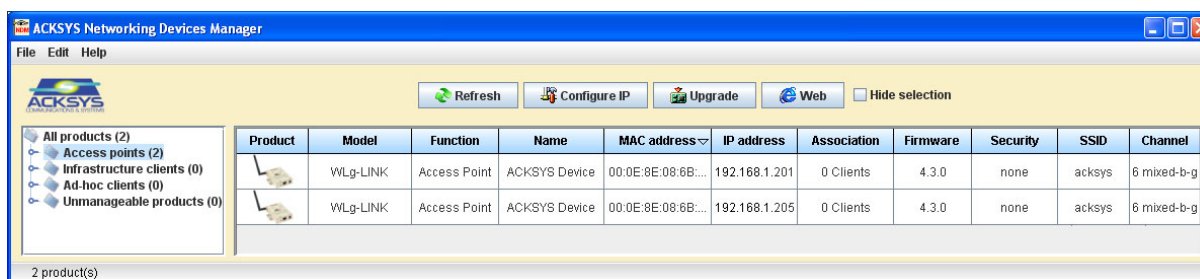 ACKSYS Networking Devices Manager
File Edit Help
ACKSYS
COMMUNICATIONS & SYSTEMS
Refresh Configure IP Upgrade Web Hide selection
All products (2)
Access points (2)
Infrastructure clients (0)
Ad-hoc clients (0)
Unmanageable products (0)
Product Model Function Name MAC address IP address Association Firmware Security SSID Channel
WLg-LINK Access Point ACKSYS Device 00:0E:8E:08:6B:... 192.168.1.201 0 Clients 4.3.0 none acksys 6 mixed-b-g
WLg-LINK Access Point ACKSYS Device 00:0E:8E:08:6B:... 192.168.1.205 0 Clients 4.3.0 none acksys 6 mixed-b-g
2 product(s)